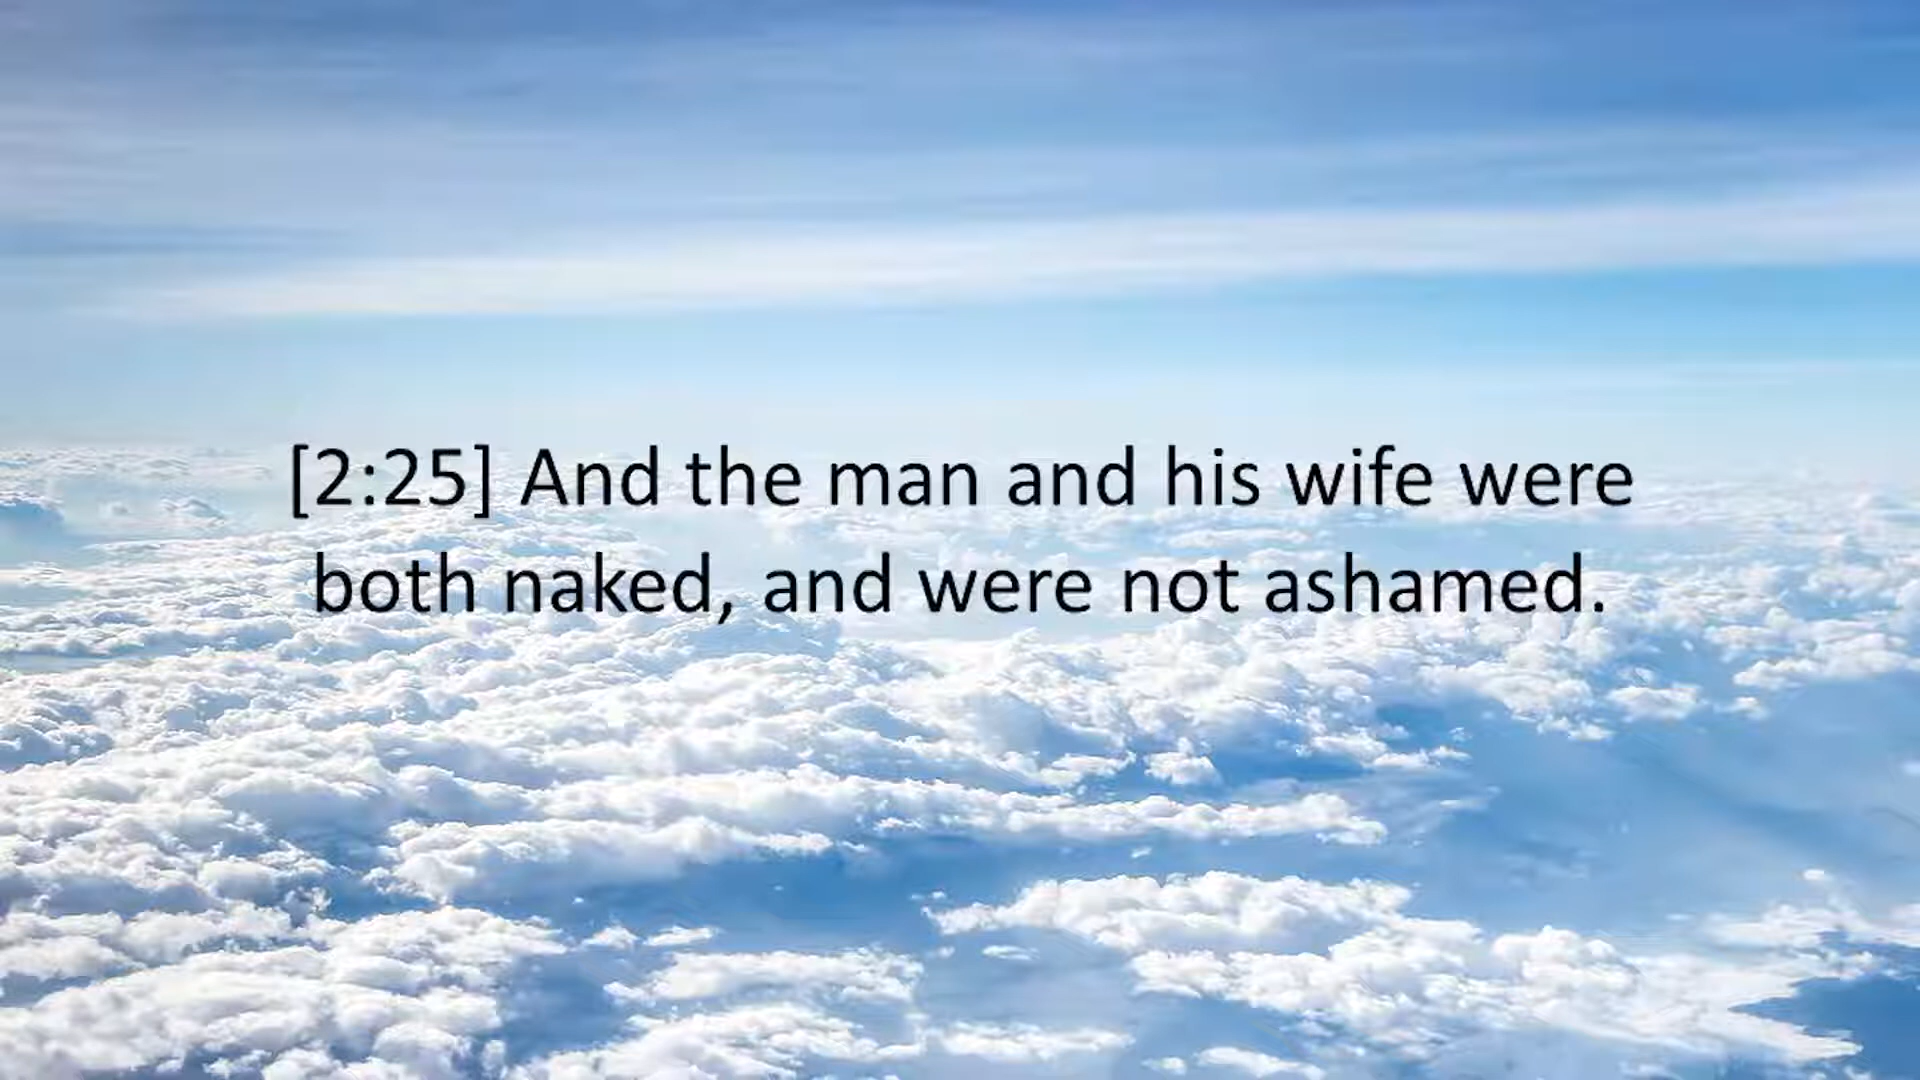 [2:25] And the man and his wife were
both naked, and were not ashamed.